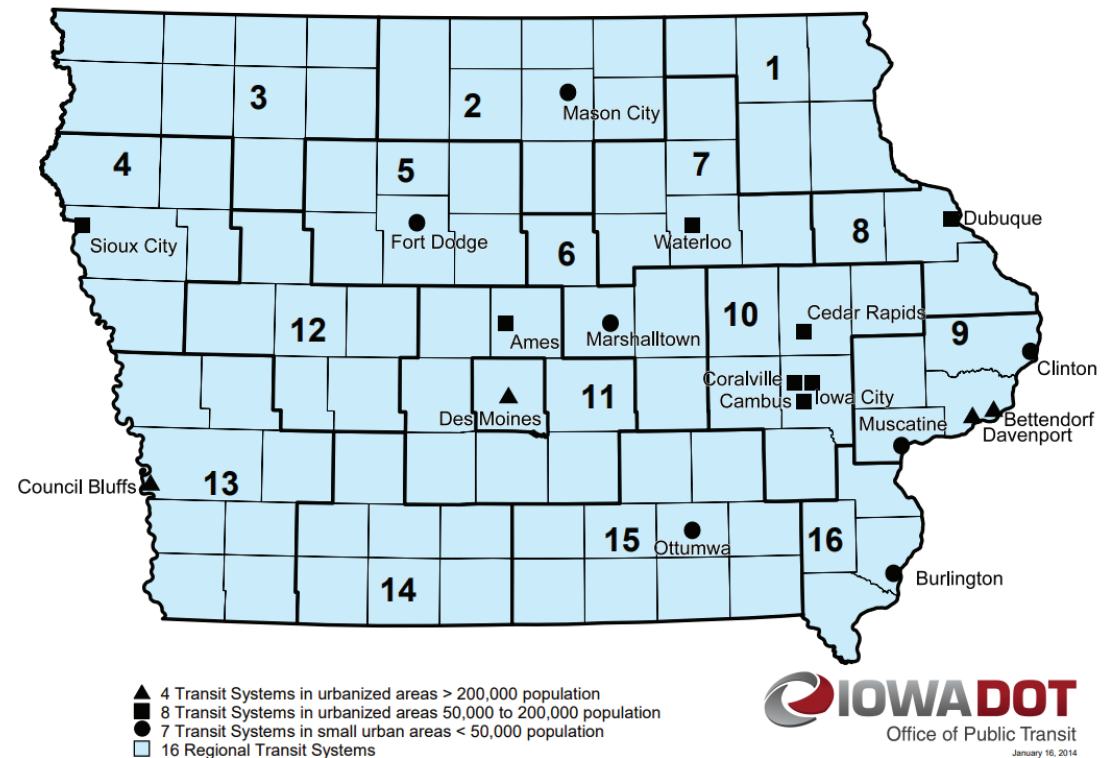 1
3
2
Mason City
4
5
7
Sioux City
Fort Dodge
Waterloo
8
Dubuque
6
12
Ames
Marshalltown
10
Cedar Rapids
9
Clinton
Des Moines
11
Coralville
Iowa City
Cambus
Muscatine
Bettendorf
Davenport
Council Bluffs
13
15
Ottumwa
16
14
Burlington
4 Transit Systems in urbanized areas > 200,000 population
8 Transit Systems in urbanized areas 50,000 to 200,000 population
7 Transit Systems in small urban areas < 50,000 population
16 Regional Transit Systems
IOWADOT
Office of Public Transit
January 16, 2014